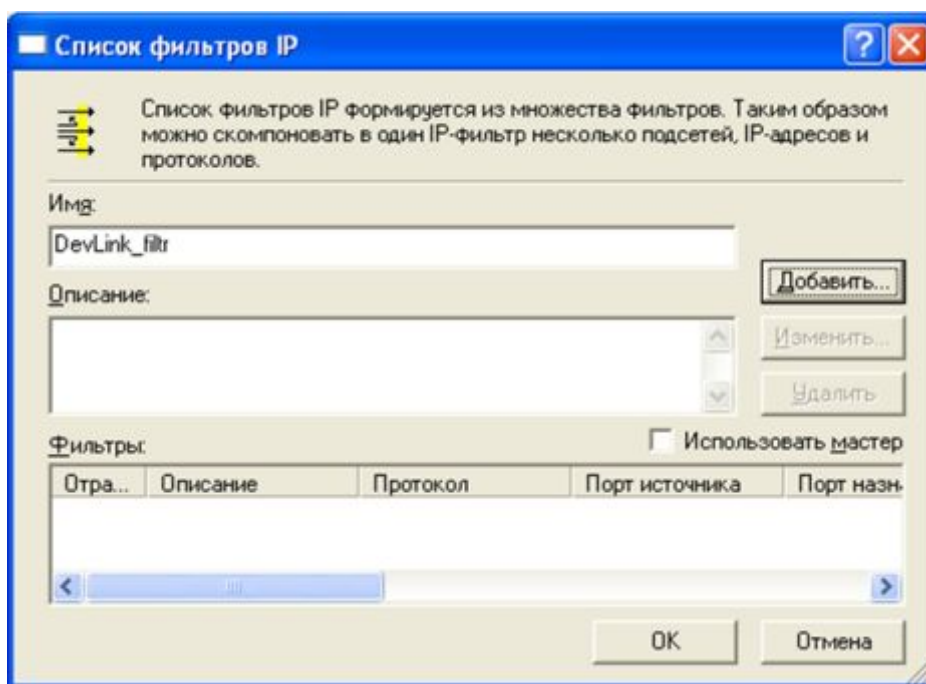 Список фильтров IP
Список фильтров IP формируется из множества фильтров. Таким образом
можно скомпоновать в один IP-фильтр несколько подсетей, IP-адресов и
протоколов.
Имя:
DevLink_filtr
Добавить...
Описание:
Изменить...
Удалить
Фильтры:
Использовать мастер
Отра... Описание Протокол Порт источника Порт назн
OK Отмена